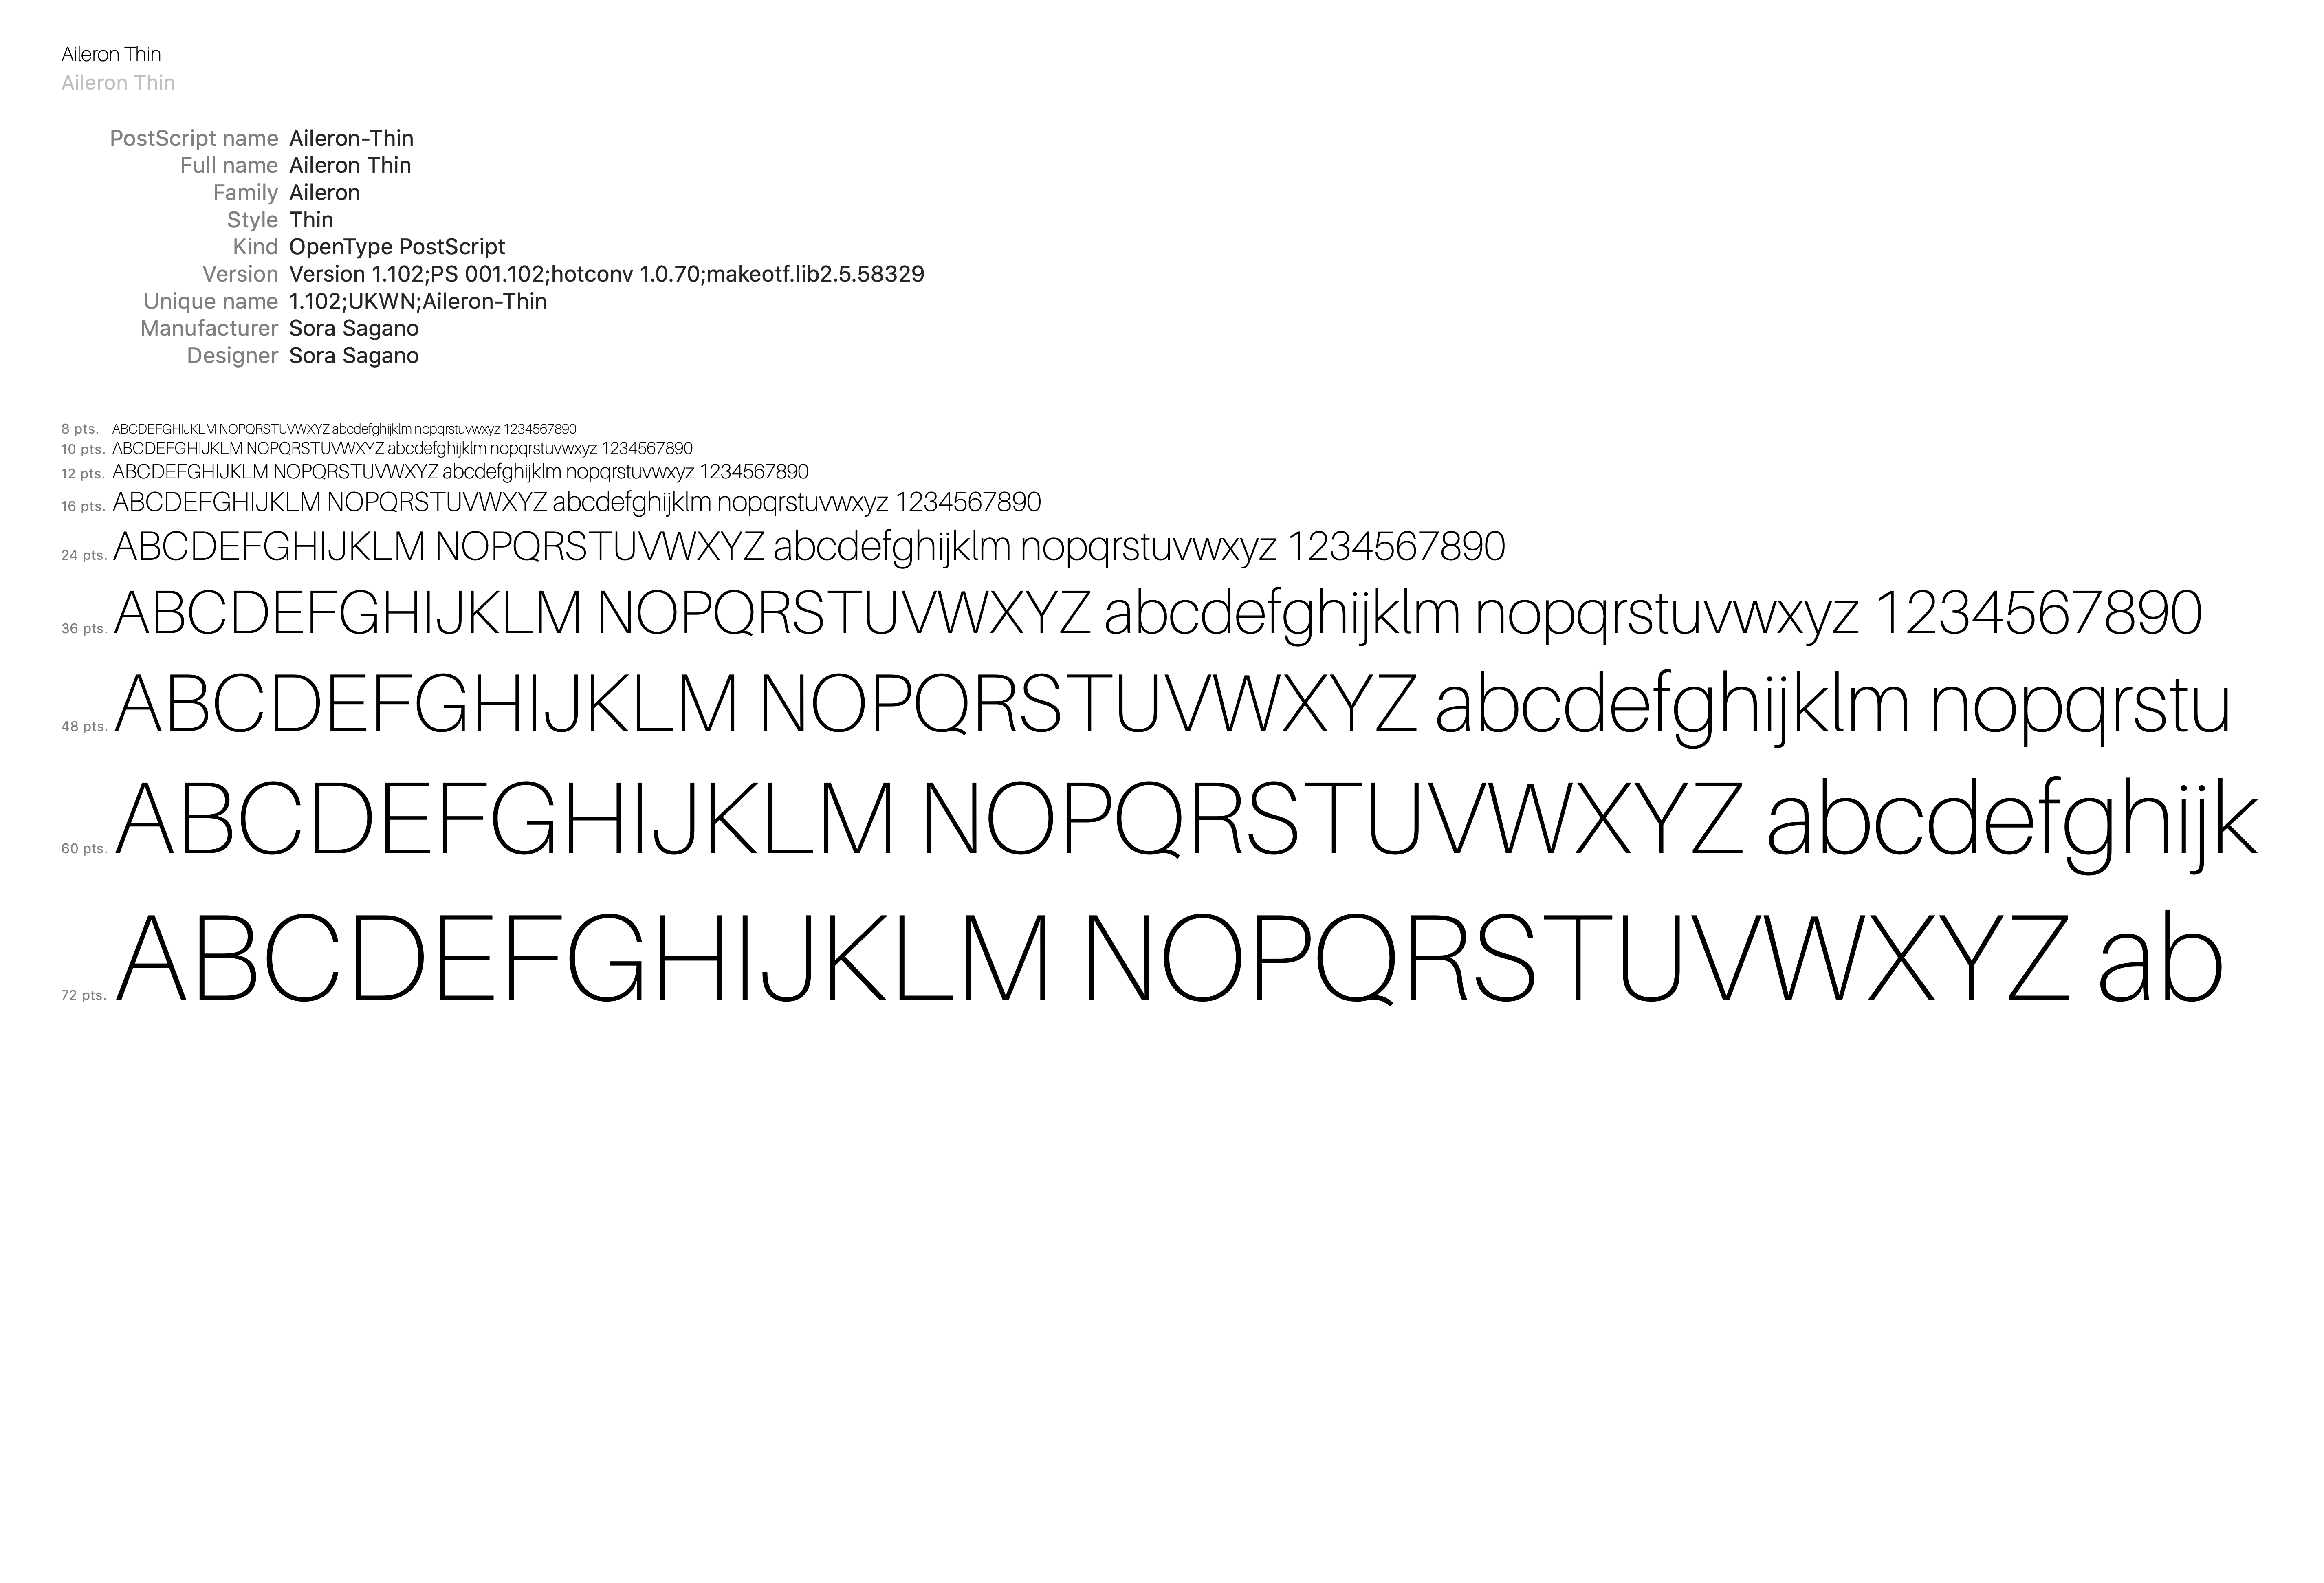 Aileron Thin
Aileron Thin
PostScript name Aileron-Thin
Full name Aileron Thin
Family Aileron
Style Thin
Kind OpenType PostScript
Version Version 1.102;PS 001.102;hotconv 1.0.70;makeotf.lib2.5.58329
Unique name 1.102;UKWN;Aileron-Thin
Manufacturer Sora Sagano
Designer Sora Sagano
8 pts. ABCDEFGHIJKLM NOPQRSTUVWXYZ abcdefghijklm nopqrstuvwxyz 1234567890
10 pts. ABCDEFGHIJKLM NOPQRSTUVWXYZ abcdefghijklm nopqrstuvwxyz 1234567890
12 pts. ABCDEFGHIJKLM NOPQRSTUVWXYZ abcdefghijklm nopqrstuvwxyz 1234567890
16 pts. ABCDEFGHIJKLM NOPQRSTUVWXYZ abcdefghijklm nopqrstuvwxyz 1234567890
24 pts. ABCDEFGHIJKLM NOPQRSTUVWXYZ abcdefghijklm nopqrstuvwxyz 1234567890
36 pts. ABCDEFGHIJKLM NOPQRSTUVWXYZ abcdefghijklm nopqrstuvwxyz 1234567890
48 pts. ABCDEFGHIJKLM NOPQRSTUVWXYZ abcdefghijklm nopqrstu
60 pts. ABCDEFGHIJKLM NOPQRSTUVWXYZ abcdefghijk
72 pts. ABCDEFGHIJKLM NOPQRSTUVWXYZ ab